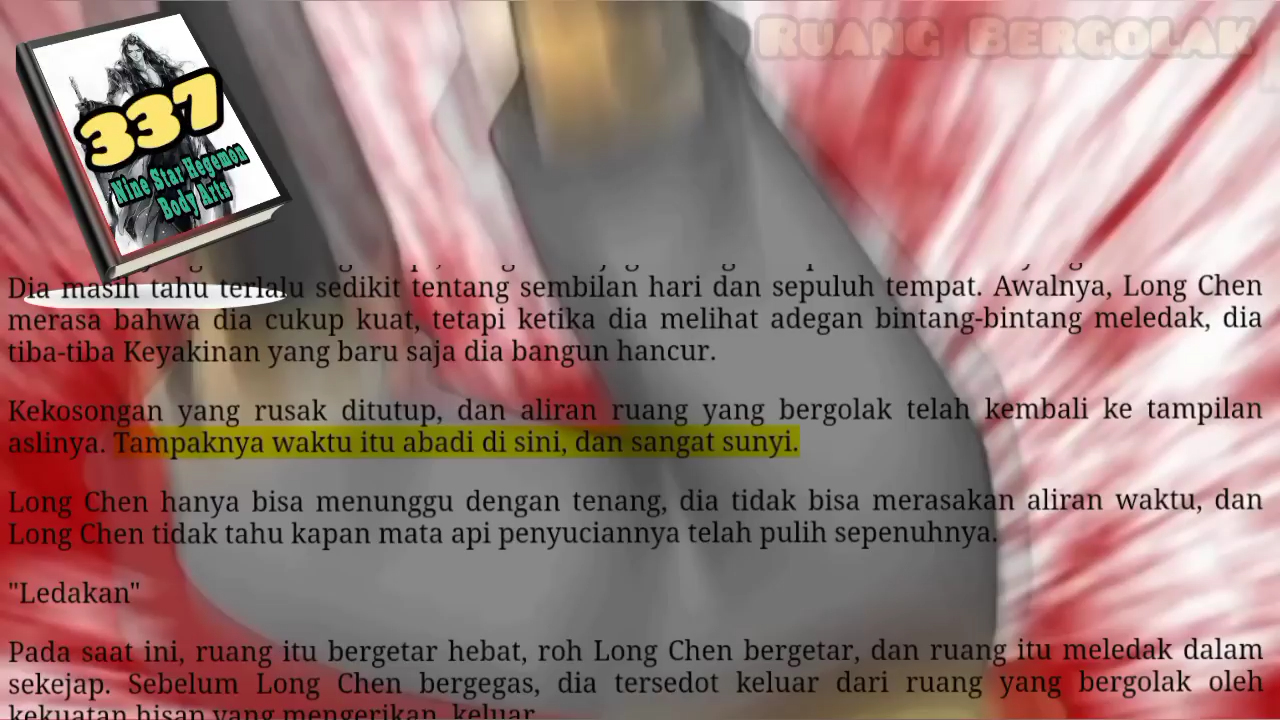 RUANG BERGOLAK
337
Nine Star Hegemon
Body Arts
Dia masih tahu terlalu sedikit tentang sembilan hari dan sepuluh tempat. Awalnya, Long Chen
merasa bahwa dia cukup kuat, tetapi ketika dia melihat adegan bintang-bintang meledak, dia
tiba-tiba Keyakinan yang baru saja dia bangun hancur.
Kekosongan yang rusak ditutup, dan aliran ruang yang bergolak telah kembali ke tampilan
aslinya. Tampaknya waktu itu abadi di sini, dan sangat sunyi.
Long Chen hanya bisa menunggu dengan tenang, dia tidak bisa merasakan aliran waktu, dan
Long Chen tidak tahu kapan mata api penyuciannya telah pulih sepenuhnya.
"Ledakan"
Pada saat ini, ruang itu bergetar hebat, roh Long Chen bergetar, dan ruang itu meledak dalam
sekejap. Sebelum Long Chen bergegas, dia tersedot keluar dari ruang yang bergolak oleh
kekuatan hisap yang mengerikan. keluar.